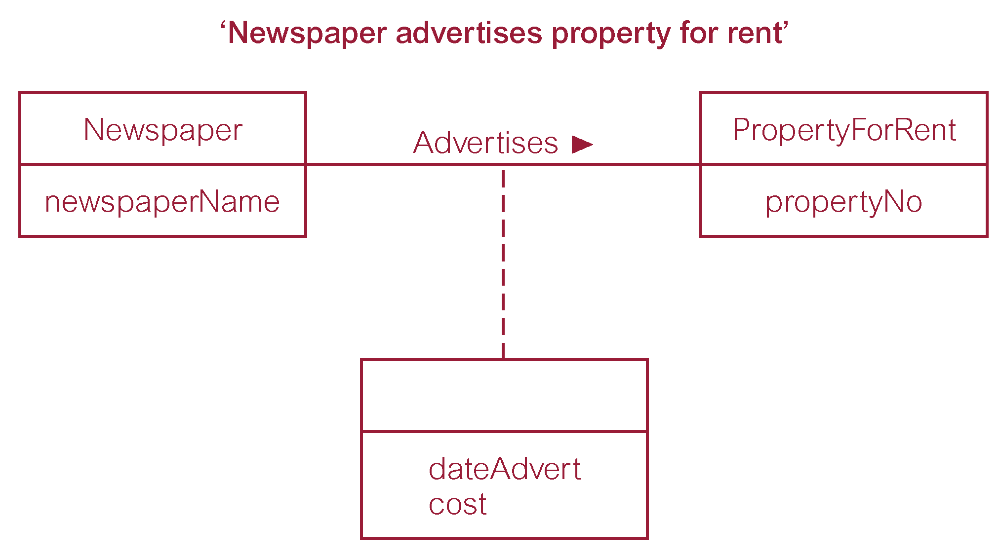 ‘Newspaper advertises property for rent’
Newspaper
Advertises ►
PropertyForRent
newspaperName
propertyNo
dateAdvert
cost